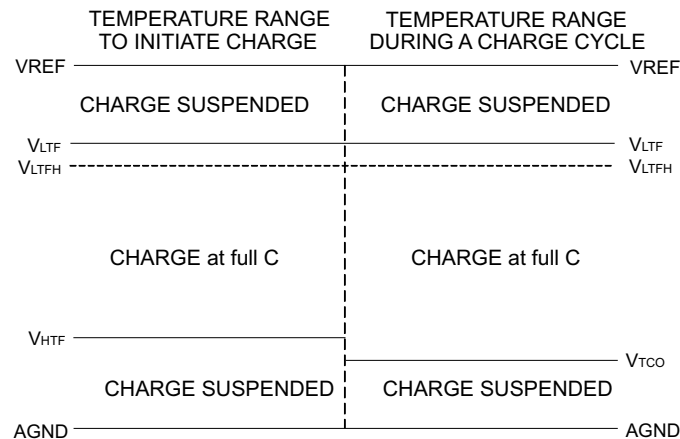 TEMPERATURE RANGE
TO INITIATE CHARGE
TEMPERATURE RANGE
DURING A CHARGE CYCLE
VREF
VREF
CHARGE SUSPENDED
CHARGE SUSPENDED
VLTF
VLTF
VLTFH
VLTFH
CHARGE at full C
CHARGE at full C
VHTF
VTCO
CHARGE SUSPENDED
CHARGE SUSPENDED
AGND
AGND